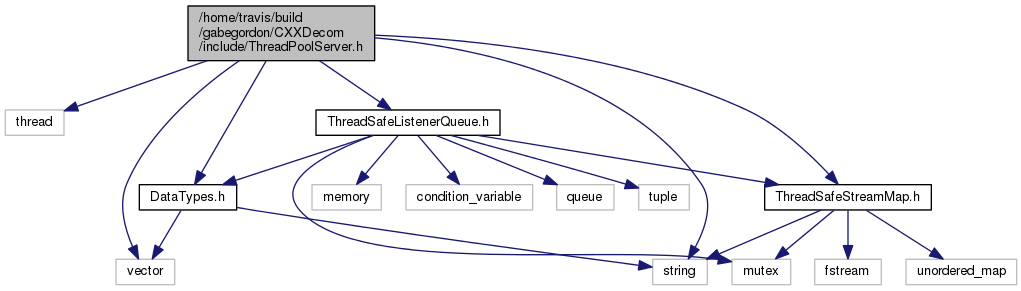 /home/travis/build
/gabegordon/CXXDecom
/include/ThreadPoolServer.h
thread
ThreadSafeListenerQueue.h
DataTypes.h
memory
condition_variable
queue
tuple
ThreadSafeStreamMap.h
vector
string
mutex
fstream
unordered_map